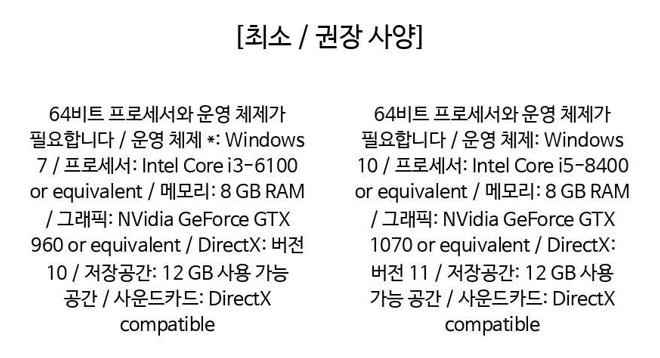 [최소 / 권장 사양]
64비트 프로세서와 운영 체제가
필요합니다 / 운영 체제 *: Windows
7 / 프로세서: Intel Core i3-6100
or equivalent / 메모리: 8 GB RAM
/ 그래픽: NVidia GeForce GTX
960 or equivalent / DirectX: 버전
10 / 저장공간: 12 GB 사용 가능
공간 / 사운드카드: DirectX
compatible
64비트 프로세서와 운영 체제가
필요합니다 / 운영 체제: Windows
10 / 프로세서: Intel Core i5-8400
or equivalent / 메모리: 8 GB RAM
/ 그래픽: NVidia GeForce GTX
1070 or equivalent / DirectX:
버전 11 / 저장공간: 12 GB 사용
가능 공간 / 사운드카드: DirectX
compatible